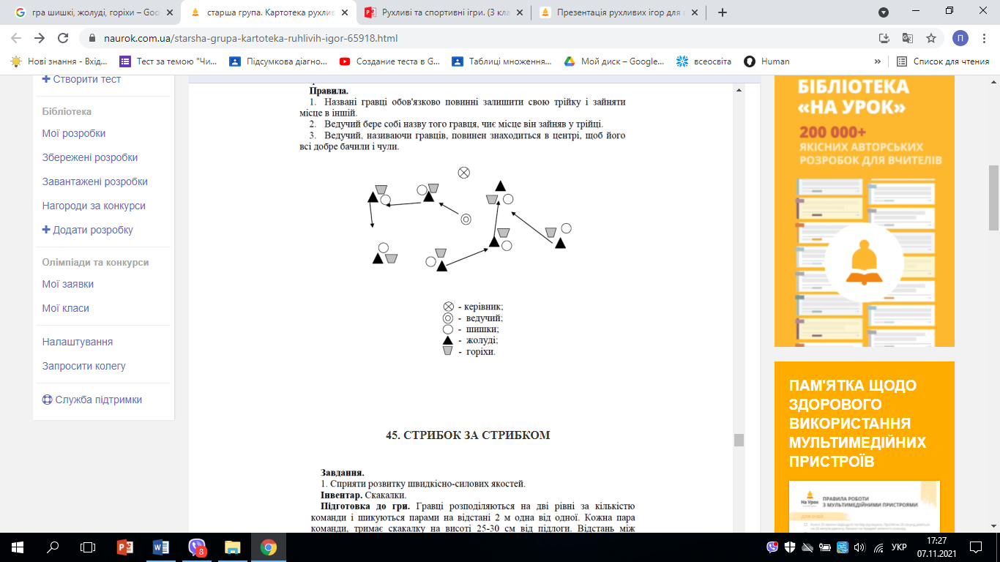 гра шишкі, жолуді, горіхи – Goo
старша група. Картотека рухлив
Рухливі та спортивні ігри. (3 кла
Презентація рухливих ігор для
naurok.com.ua/starsha-grupa-kartoteka-ruhlivih-igor-65918.html
П
Нові знання - Вхід...
Тест за темою "Чи...
Підсумкова діагно...
Создание теста в G...
Таблиці множення...
Мой диск – Google...
всеосвіта
Human
»
Список для чтения
Створити тест
Бібліотека
Мої розробки
Збережені розробки
Завантажені розробки
Нагороди за конкурси
Додати розробку
Олімпіади та конкурси
Мої заявки
Мої класи
Налаштування
Запросити колегу
Служба підтримки
Правила.
1. Названі гравці обов'язково повинні залишити свою трійку і зайняти
місце в іншій.
2. Ведучий бере собі назву того гравця, чиє місце він зайняв у трійці.
3. Ведучий, називаючи гравців, повинен знаходиться в центрі, щоб його
всі добре бачили і чули.
- керівник;
- ведучий;
- шишки;
- жолуді;
- горіхи.
45. СТРИБОК ЗА СТРИБКОМ
Завдання.
1. Сприяти розвитку швидкісно-силових якостей.
Інвентар. Скакалки.
Підготовка до гри. Гравці розподіляються на дві рівні за кількістю
команди і шикуються парами на відстані 2 м одна від одної. Кожна пара
команди, тримає скакалку на висоті 25-30 см від підлоги. Відстань між
БІБЛІОТЕКА
«НА УРОК»
200 000+
ЯКІСНИХ АВТОРСЬКИХ
РОЗРОБОК ДЛЯ ВЧИТЕЛІВ
ПАМ'ЯТКА ЩОДО
ЗДОРОВОГО
ВИКОРИСТАННЯ
МУЛЬТИМЕДІЙНИХ
ПРИСТРОЇВ
На Урок
ПРАВИЛА РОБОТИ
З МУЛЬТИМЕДІЙНИМИ ПРИСТРОЯМИ
8
УКР
17:27
07.11.2021